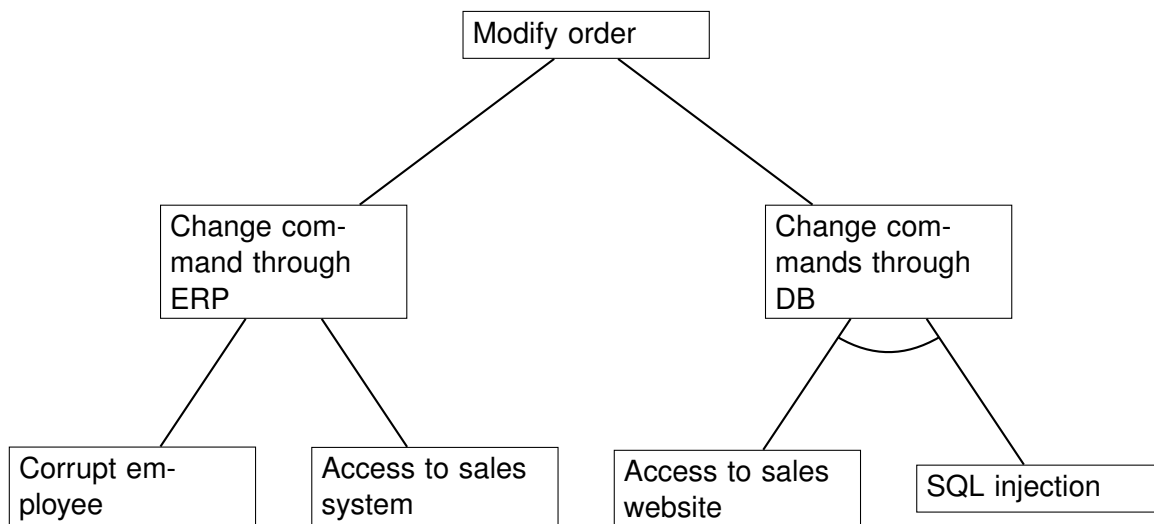 Modify order
Change com-
mand through
ERP
Change com-
mands through
DB
Corrupt em-
ployee
Access to sales
system
Access to sales
website
SQL injection